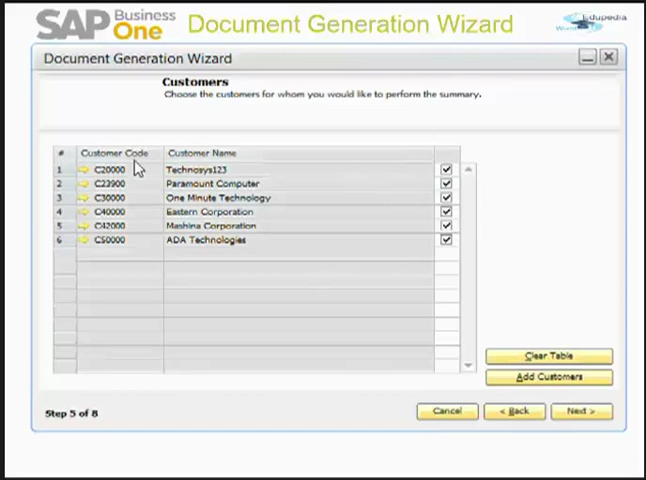 SAP Business One Document Generation Wizard
Edupedia World
Document Generation Wizard
Customers
Choose the customers for whom you would like to perform the summary.
# Customer Code Customer Name
1 C20000 Technosys123
2 C23900 Paramount Computer
3 C30000 One Minute Technology
4 C40000 Eastern Corporation
5 C42000 Mashina Corporation
6 C50000 ADA Technologies
Clear Table
Add Customers
Step 5 of 8
Cancel < Back Next >